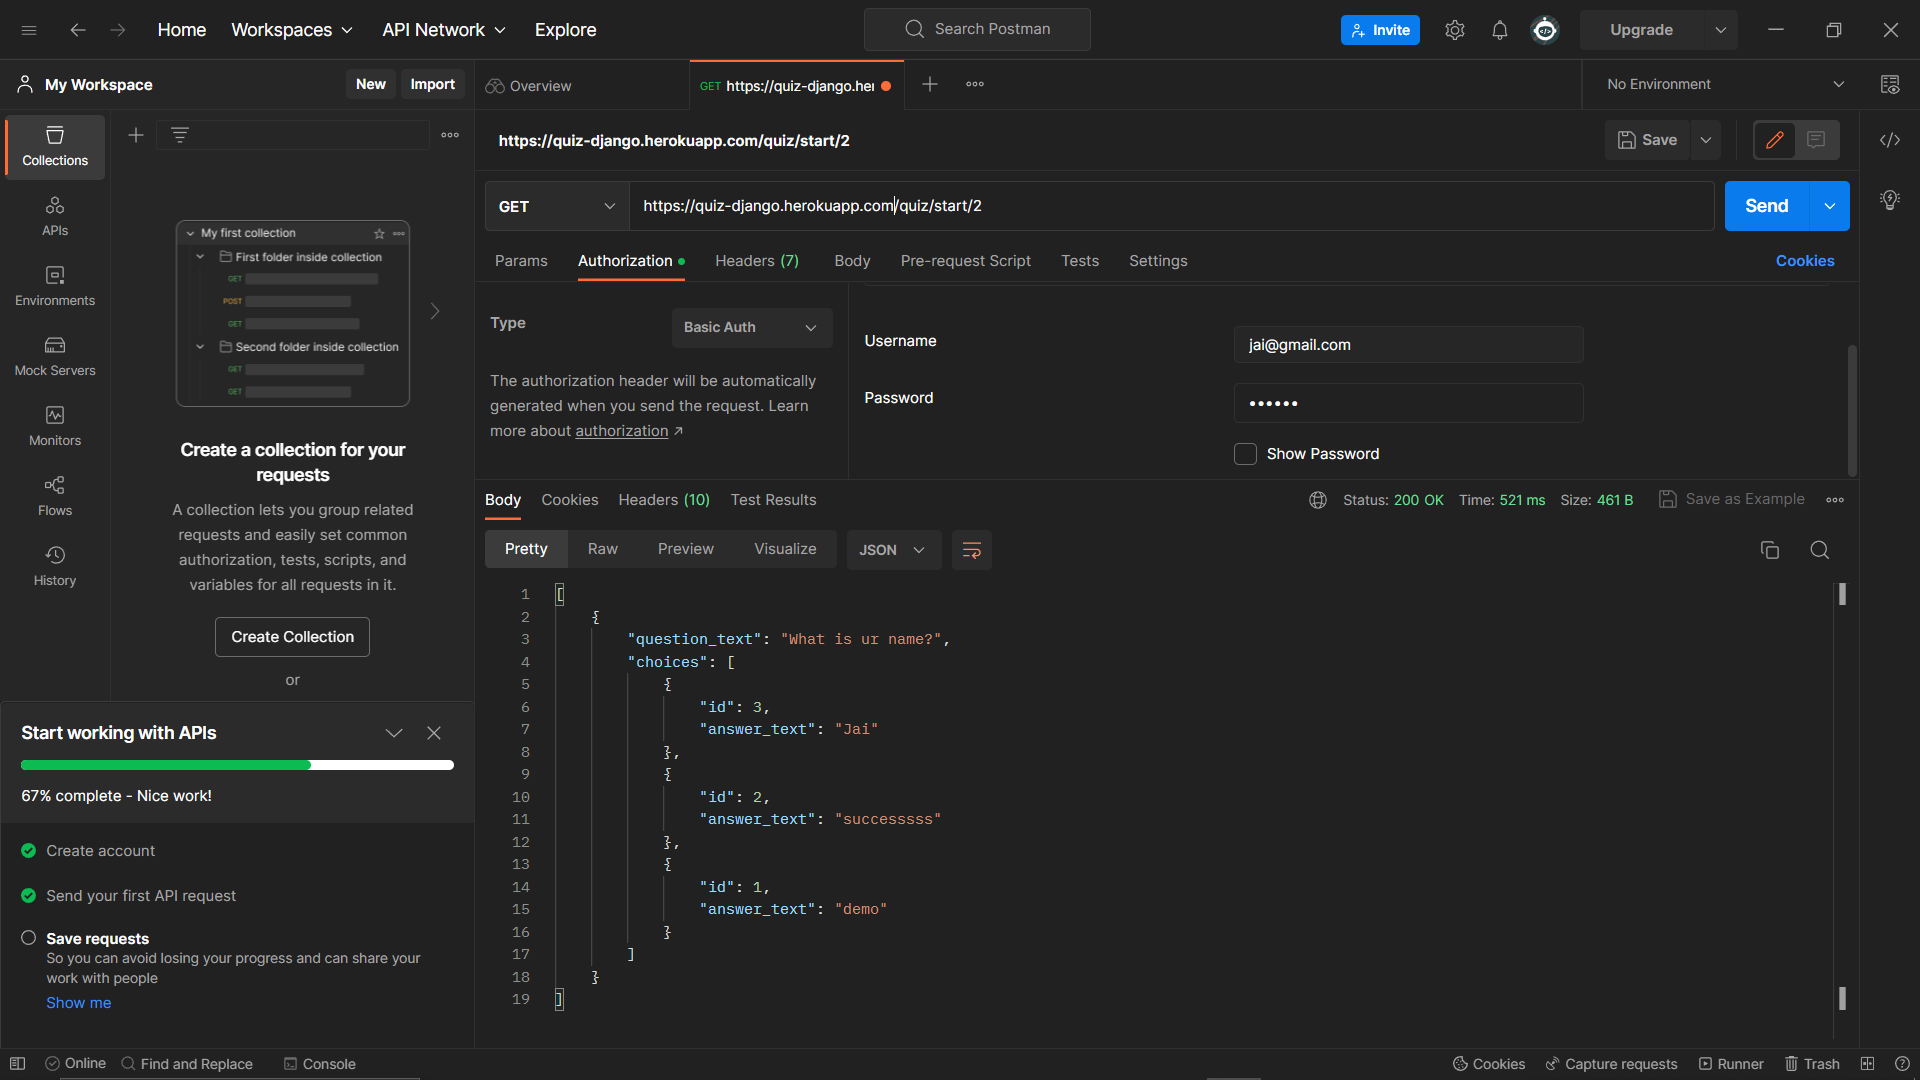 Home Workspaces API Network Explore
Search Postman
Invite
Upgrade
My Workspace
New
Import
Overview
GET https://quiz-django.her
No Environment
Collections
APIs
Environments
Mock Servers
Monitors
Flows
History
My first collection
First folder inside collection
GET
POST
GET
Second folder inside collection
GET
GET
Create a collection for your
requests
A collection lets you group related
requests and easily set common
authorization, tests, scripts, and
variables for all requests in it.
Create Collection
or
Start working with APIs
67% complete - Nice work!
Create account
Send your first API request
Save requests
So you can avoid losing your progress and can share your
work with people
Show me
https://quiz-django.herokuapp.com/quiz/start/2
Save
GET
https://quiz-django.herokuapp.com/quiz/start/2
Send
Params Authorization Headers (7) Body Pre-request Script Tests Settings
Cookies
Type
Basic Auth
The authorization header will be automatically
generated when you send the request. Learn
more about authorization ↗
Username
jai@gmail.com
Password
••••••
Show Password
Body Cookies Headers (10) Test Results
Status: 200 OK Time: 521 ms Size: 461 B
Save as Example
Pretty Raw Preview Visualize
JSON
1 [
2 {
3 "question_text": "What is ur name?",
4 "choices": [
5 {
6 "id": 3,
7 "answer_text": "Jai"
8 },
9 {
10 "id": 2,
11 "answer_text": "successsss"
12 },
13 {
14 "id": 1,
15 "answer_text": "demo"
16 }
17 ]
18 }
19 ]
Online
Find and Replace
Console
Cookies
Capture requests
Runner
Trash